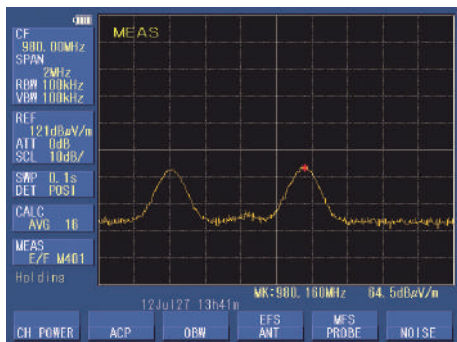 MEAS
CF
980.00MHz
SPAN
2MHz
RBW 100kHz
VBW 100kHz
REF
121dBμV/m
ATT 0dB
SCL 10dB/
SWP 0.1s
DET POSI
CALC
AVG 16
MEAS
E/F M401
Holding
MK:980.160MHz 64.5dBμV/m
12Jul27 13h41m
CH POWER
ACP
OBW
EFS
ANT
MFS
PROBE
NOISE